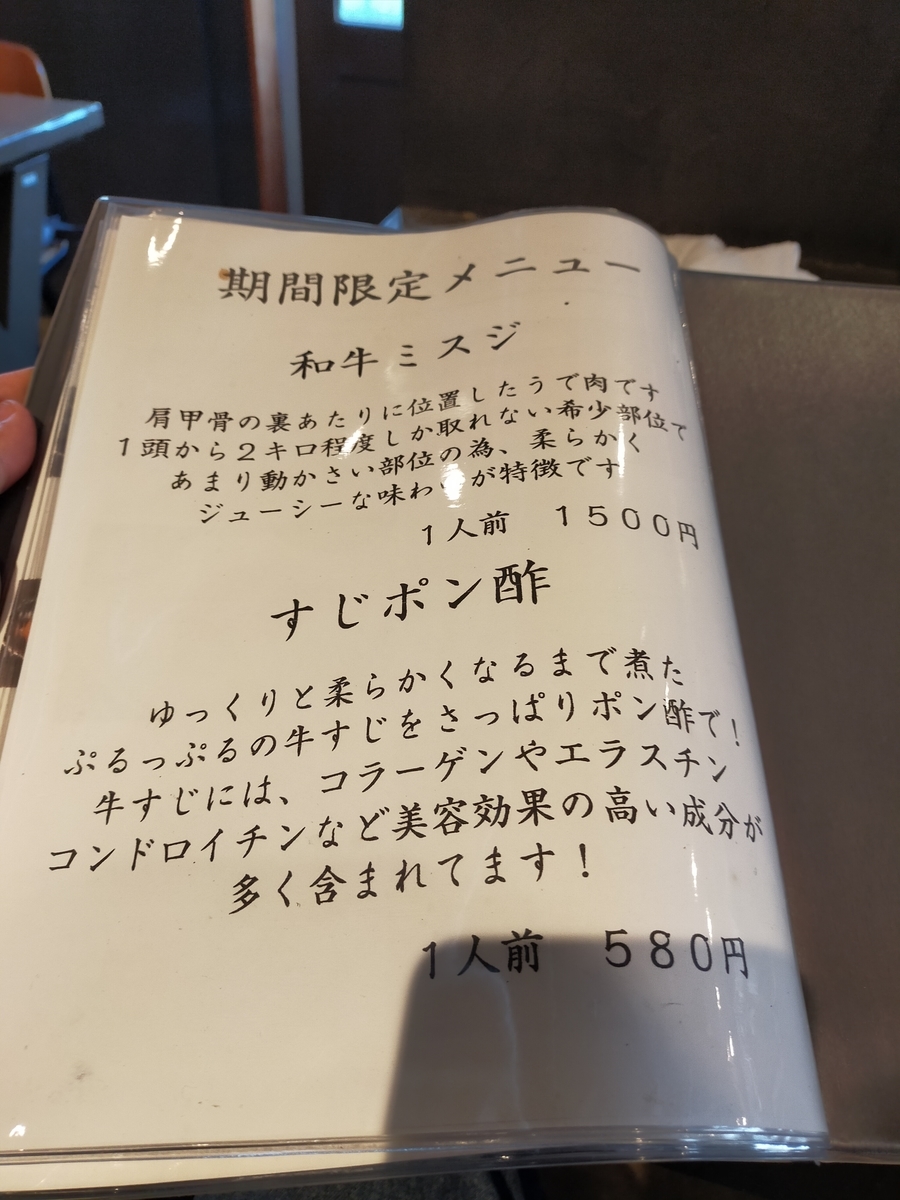 期間限定メニュー
和牛ミスジ
肩甲骨の裏あたりに位置したうで肉です
1頭から2キロ程度しか取れない希少部位で
あまり動かさい部位の為、柔らかく
ジューシーな味わいが特徴です
1人前　1500円
すじポン酢
ゆっくりと柔らかくなるまで煮た
ぷるっぷるの牛すじをさっぱりポン酢で!
牛すじには、コラーゲンやエラスチン
コンドロイチンなど美容効果の高い成分が
多く含まれてます!
1人前　580円